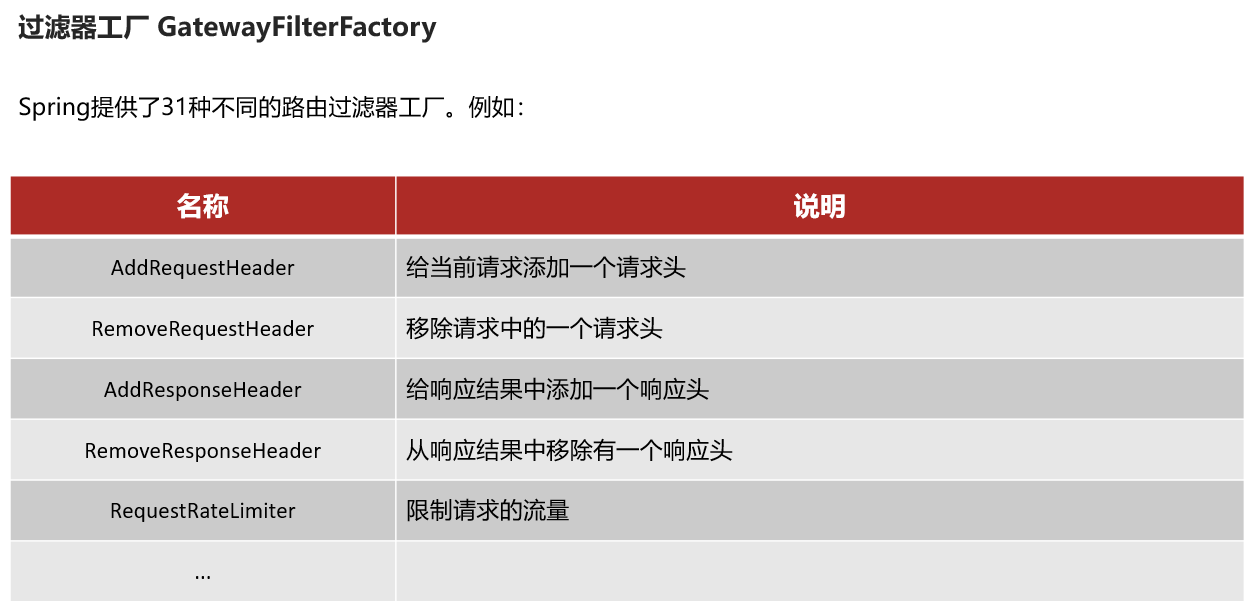 过滤器工厂 GatewayFilterFactory
Spring提供了31种不同的路由过滤器工厂。例如：
名称 说明
AddRequestHeader 给当前请求添加一个请求头
RemoveRequestHeader 移除请求中的一个请求头
AddResponseHeader 给响应结果中添加一个响应头
RemoveResponseHeader 从响应结果中移除有一个响应头
RequestRateLimiter 限制请求的流量
...